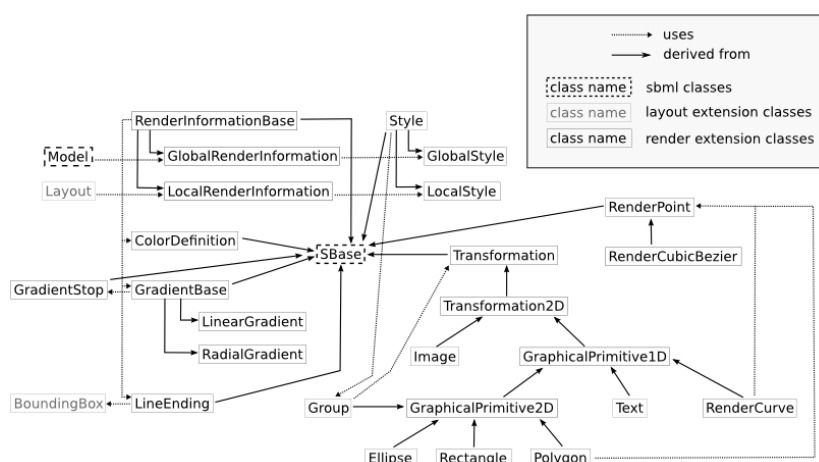 uses
derived from
class name sbml classes
class name layout extension classes
class name render extension classes
RenderInformationBase Style
Model GlobalRenderInformation GlobalStyle
Layout LocalRenderInformation LocalStyle
RenderPoint
ColorDefinition SBase Transformation RenderCubicBezier
GradientStop GradientBase
Transformation2D
LinearGradient
RadialGradient Image GraphicalPrimitive1D
BoundingBox LineEnding Group GraphicalPrimitive2D Text RenderCurve
Ellipse Rectangle Polygon